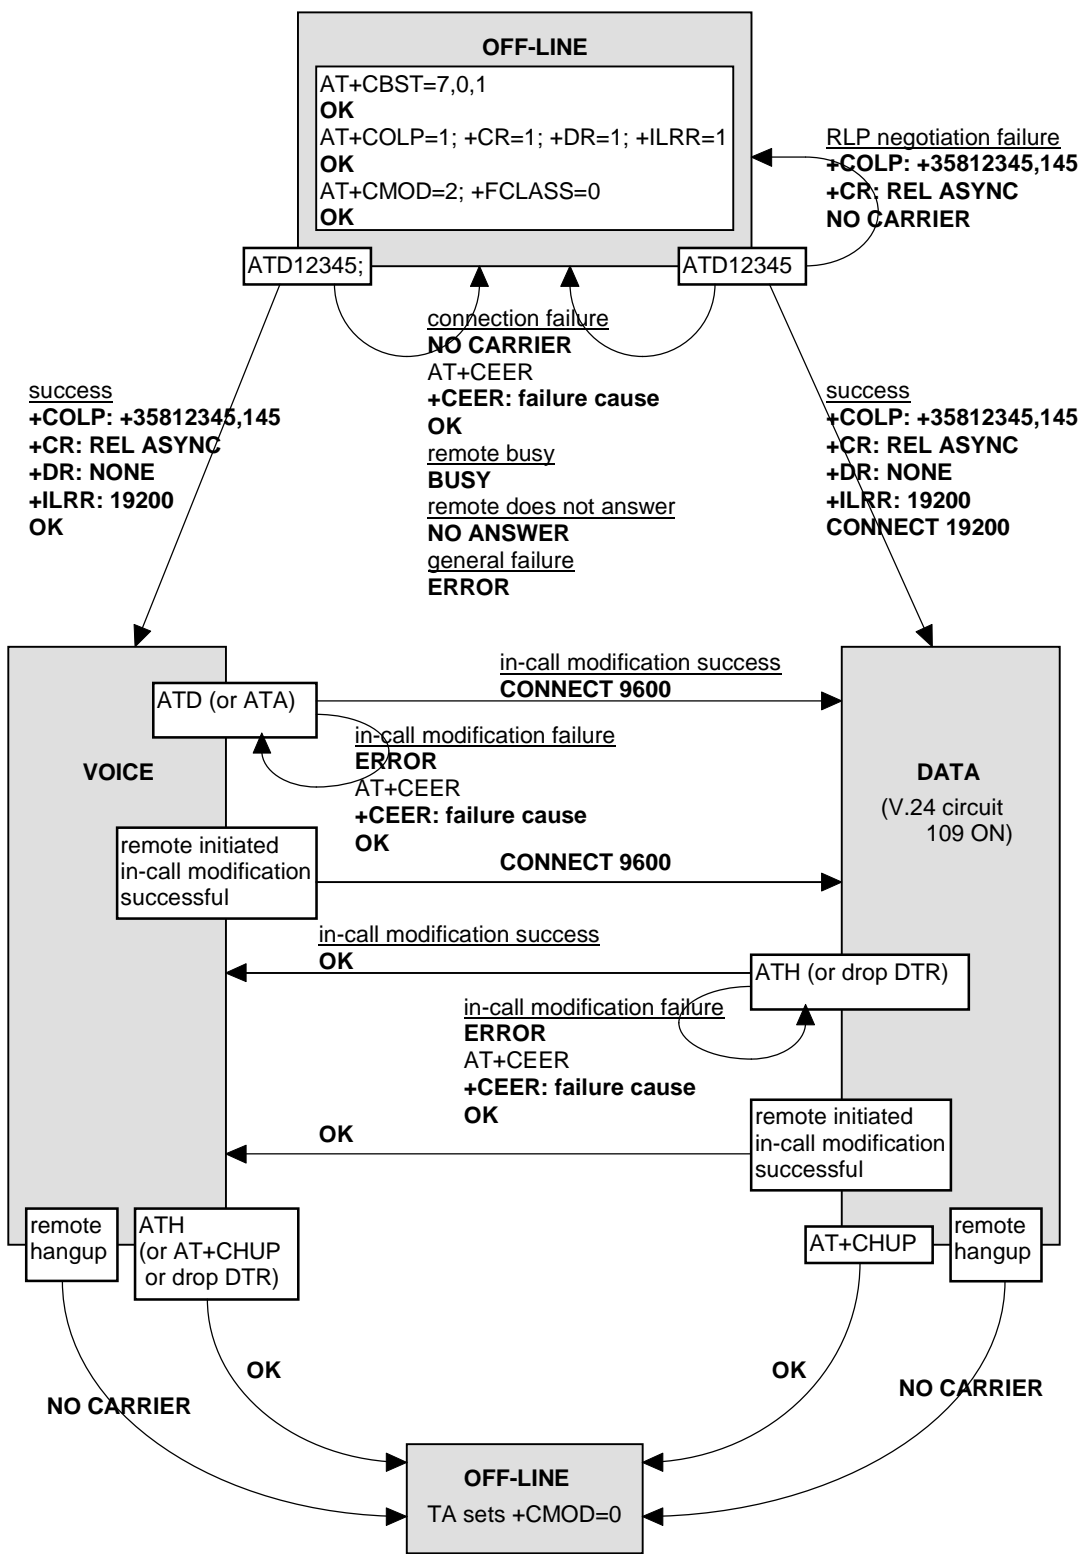 OFF-LINE
AT+CBST=7,0,1
OK
AT+COLP=1; +CR=1; +DR=1; +ILRR=1
OK
AT+CMOD=2; +FCLASS=0
OK
RLP negotiation failure
+COLP: +35812345,145
+CR: REL ASYNC
NO CARRIER
ATD12345;
ATD12345
connection failure
NO CARRIER
AT+CEER
+CEER: failure cause
OK
remote busy
BUSY
remote does not answer
NO ANSWER
general failure
ERROR
success
+COLP: +35812345,145
+CR: REL ASYNC
+DR: NONE
+ILRR: 19200
OK
success
+COLP: +35812345,145
+CR: REL ASYNC
+DR: NONE
+ILRR: 19200
CONNECT 19200
in-call modification success
CONNECT 9600
ATD (or ATA)
in-call modification failure
ERROR
AT+CEER
+CEER: failure cause
OK
VOICE
DATA
(V.24 circuit
109 ON)
remote initiated
in-call modification
successful
CONNECT 9600
in-call modification success
OK
ATH (or drop DTR)
in-call modification failure
ERROR
AT+CEER
+CEER: failure cause
OK
remote initiated
in-call modification
successful
OK
remote
hangup
ATH
(or AT+CHUP
or drop DTR)
AT+CHUP
remote
hangup
OK
NO CARRIER
OK
NO CARRIER
OFF-LINE
TA sets +CMOD=0